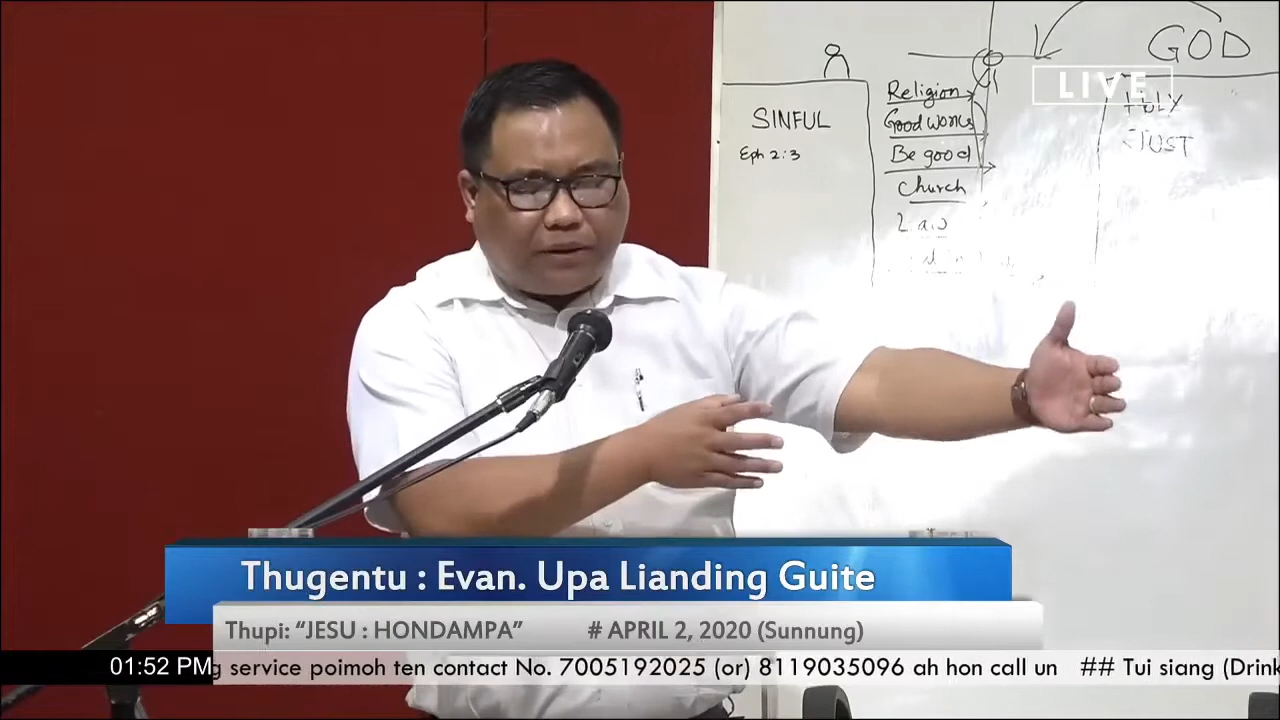 GOD
LIVE
Religion
SINFUL
Good works
HOLY
Eph 2:3
Be good
JUST
Church
Law
Thugentu : Evan. Upa Lianding Guite
Thupi: “JESU : HONDAMPA” # APRIL 2, 2020 (Sunnung)
01:52 PM
service poimoh ten contact No. 7005192025 (or) 8119035096 ah hon call un ## Tui siang